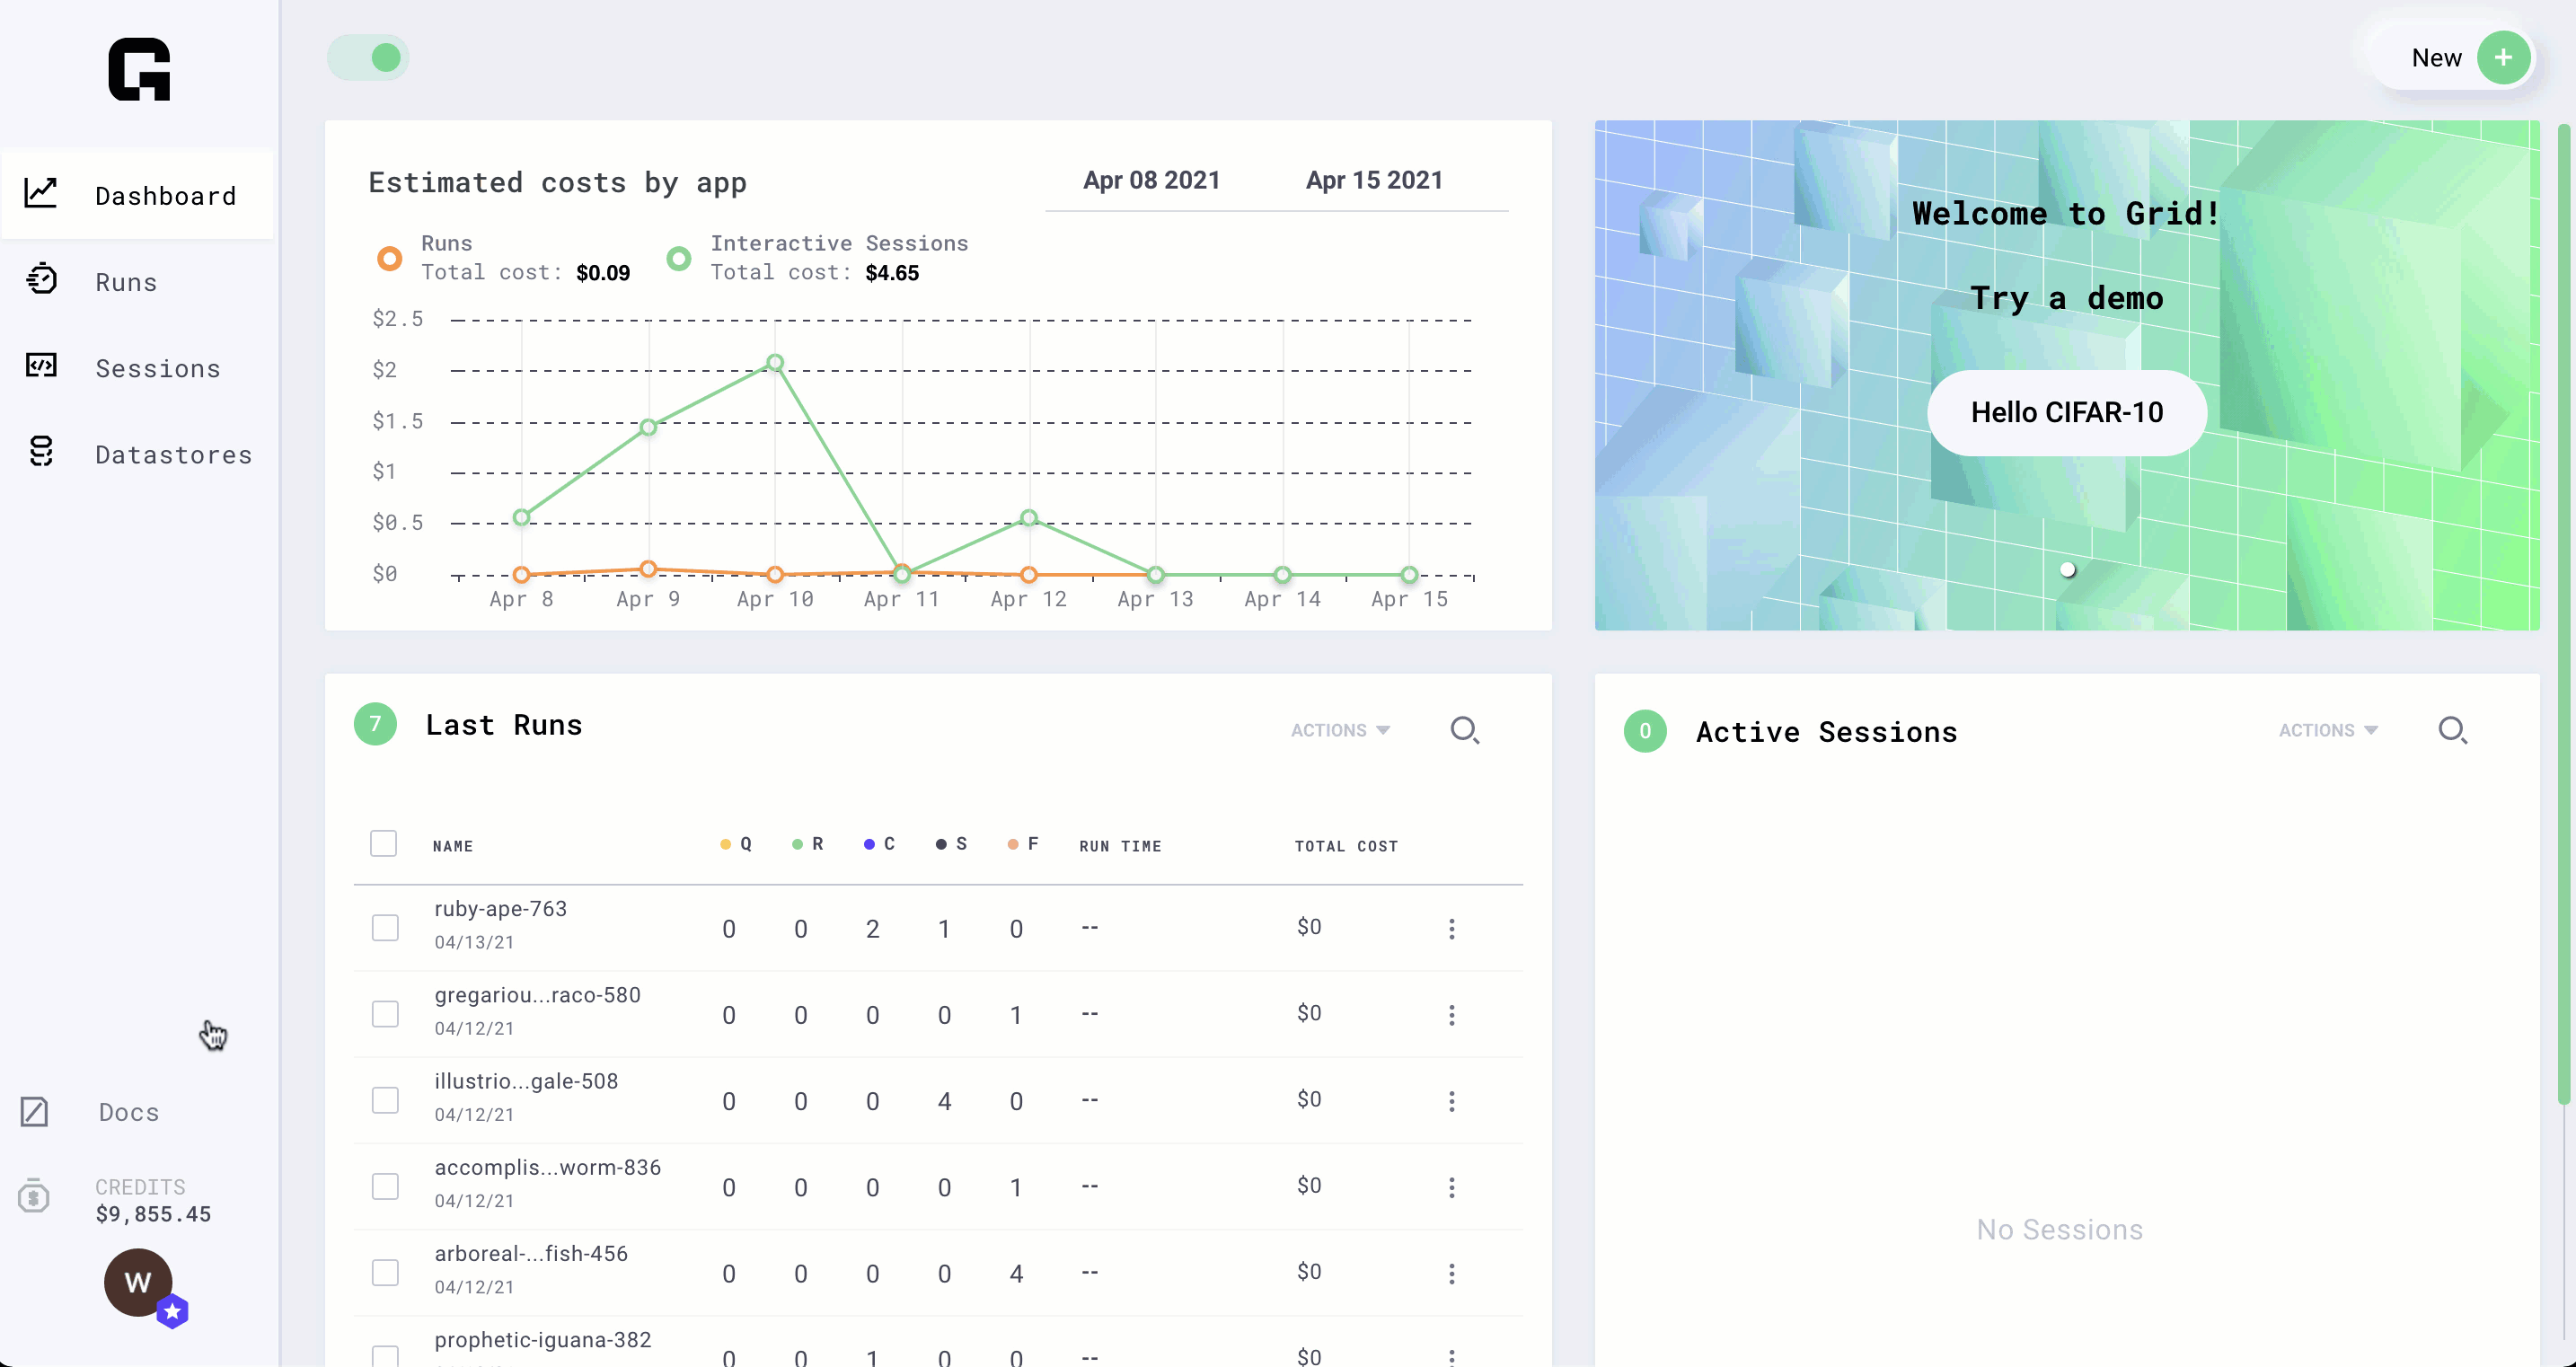 New
Dashboard
Runs
Sessions
Datastores
Docs
CREDITS
$9,855.45
W
Estimated costs by app
Apr 08 2021 Apr 15 2021
Runs
Total cost: $0.09
Interactive Sessions
Total cost: $4.65
$2.5
$2
$1.5
$1
$0.5
$0
Apr 8 Apr 9 Apr 10 Apr 11 Apr 12 Apr 13 Apr 14 Apr 15
Welcome to Grid!
Try a demo
Hello CIFAR-10
7 Last Runs ACTIONS
NAME Q R C S F RUN TIME TOTAL COST
ruby-ape-763
04/13/21
0 0 2 1 0 -- $0
gregariou...raco-580
04/12/21
0 0 0 0 1 -- $0
illustrio...gale-508
04/12/21
0 0 0 4 0 -- $0
accomplis...worm-836
04/12/21
0 0 0 0 1 -- $0
arboreal-...fish-456
04/12/21
0 0 0 0 4 -- $0
prophetic-iguana-382
0 0 1 0 0 -- $0
0 Active Sessions ACTIONS
No Sessions